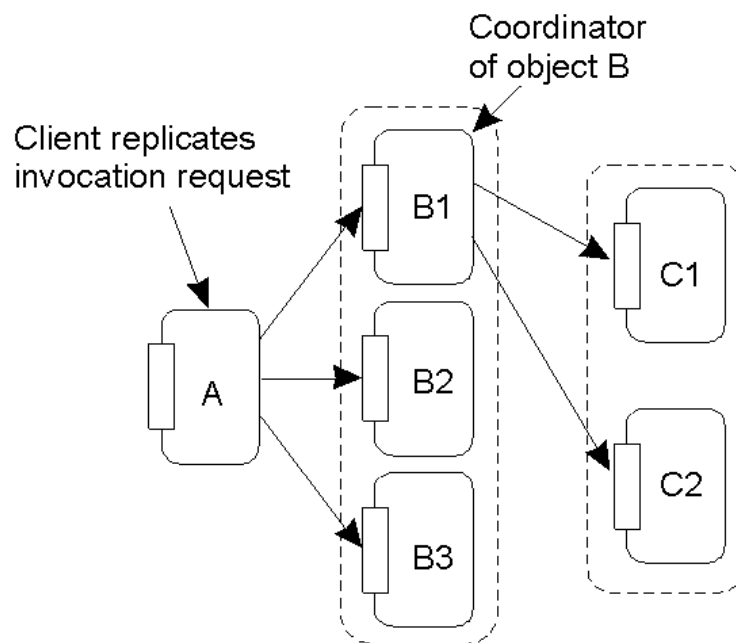 Coordinator
of object B
Client replicates
invocation request
B1
C1
A
B2
C2
B3